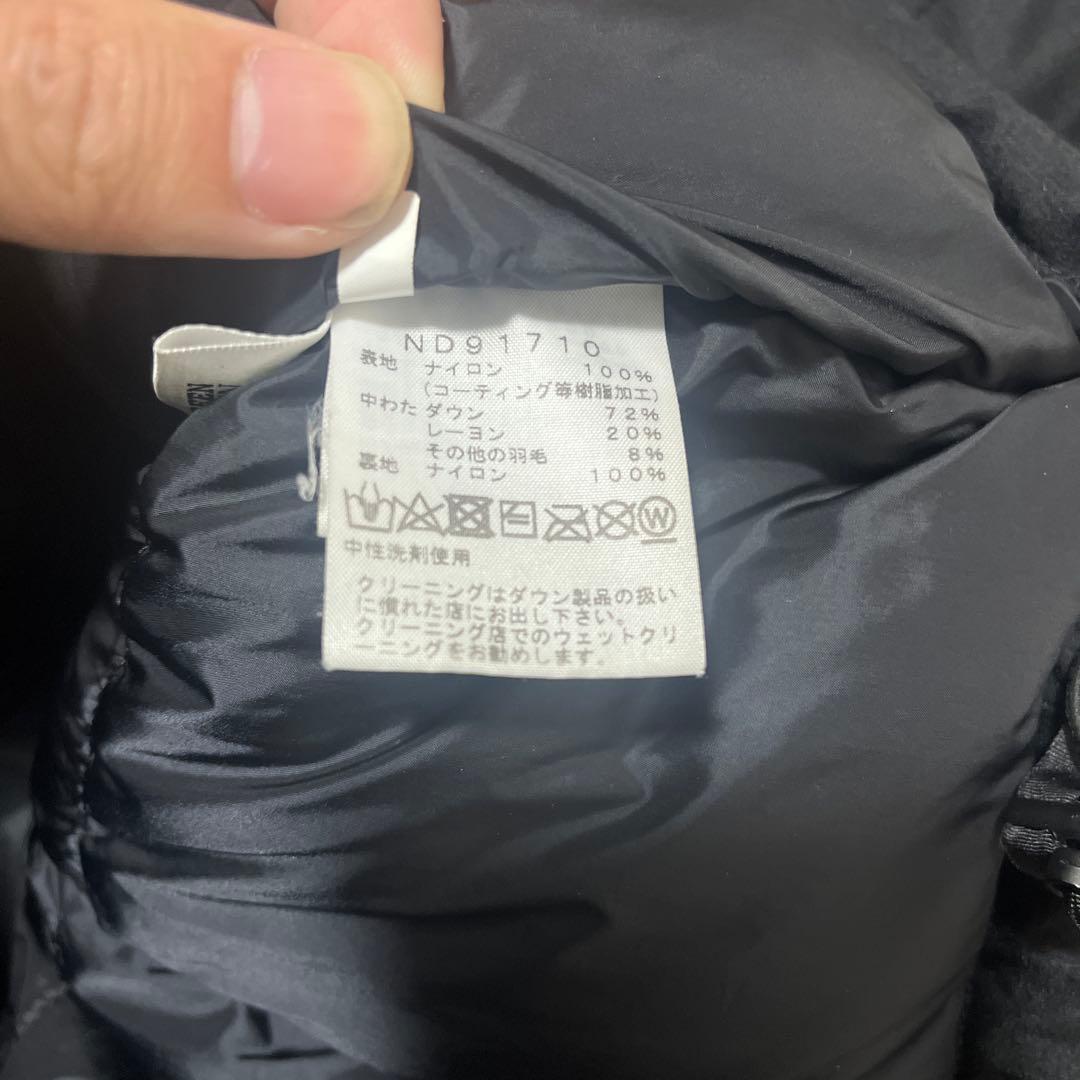 ND91710
表地 ナイロン 100%
(コーティング等樹脂加工)
中わた ダウン 72%
レーヨン 20%
その他の羽毛 8%
裏地 ナイロン 100%
W
中性洗剤使用
クリーニングはダウン製品の扱い
に慣れた店にお出し下さい。
クリーニング店でのウェットクリ
ーニングをお勧めします。